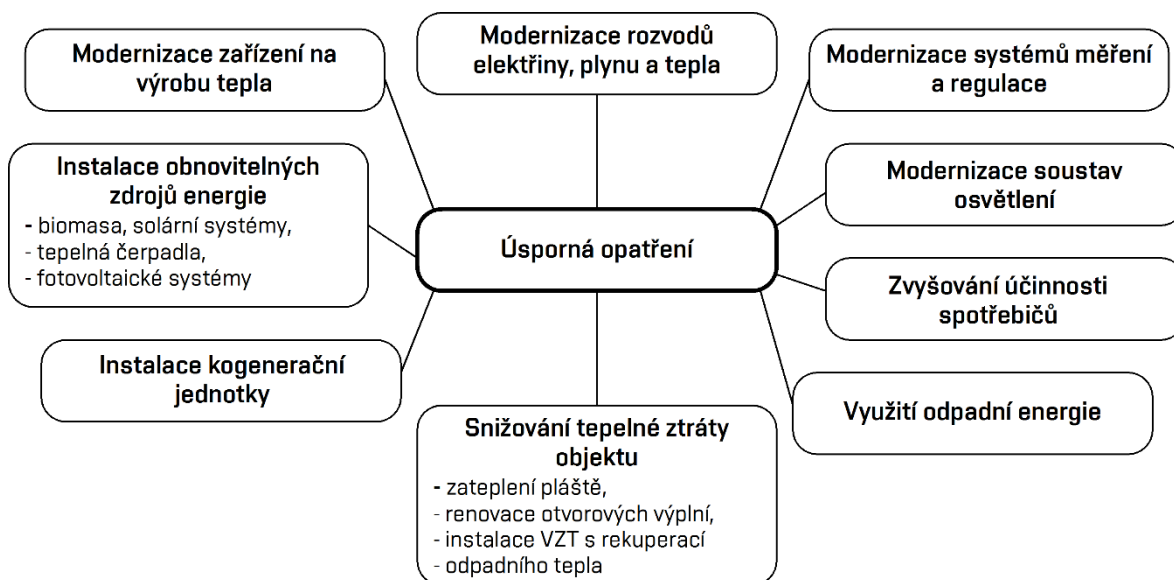 Modernizace zařízení na
výrobu tepla
Modernizace rozvodů
elektřiny, plynu a tepla
Modernizace systémů měření
a regulace
Instalace obnovitelných
zdrojů energie
- biomasa, solární systémy,
- tepelná čerpadla,
- fotovoltaické systémy
Modernizace soustav
osvětlení
Úsporná opatření
Zvyšování účinnosti
spotřebičů
Instalace kogenerační
jednotky
Využití odpadní energie
Snižování tepelné ztráty
objektu
- zateplení pláště,
- renovace otvorových výplní,
- instalace VZT s rekuperací
- odpadního tepla